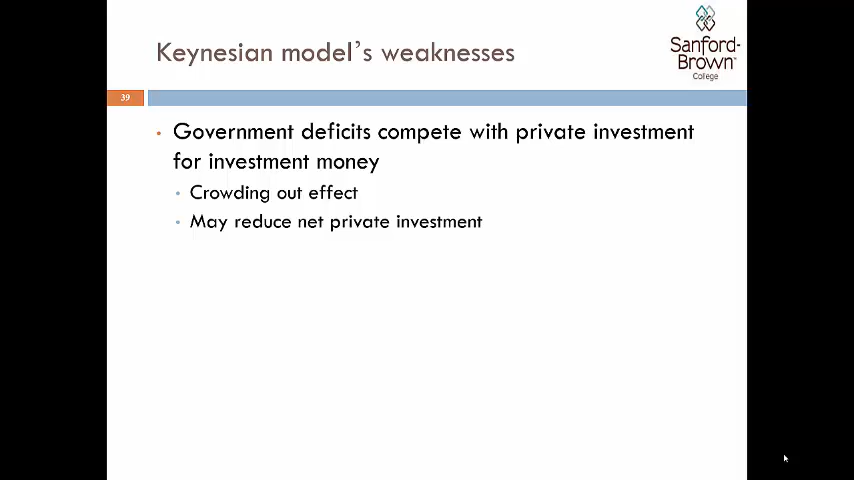 Keynesian model's weaknesses
Sanford-
Brown™
College
39
• Government deficits compete with private investment
for investment money
• Crowding out effect
• May reduce net private investment